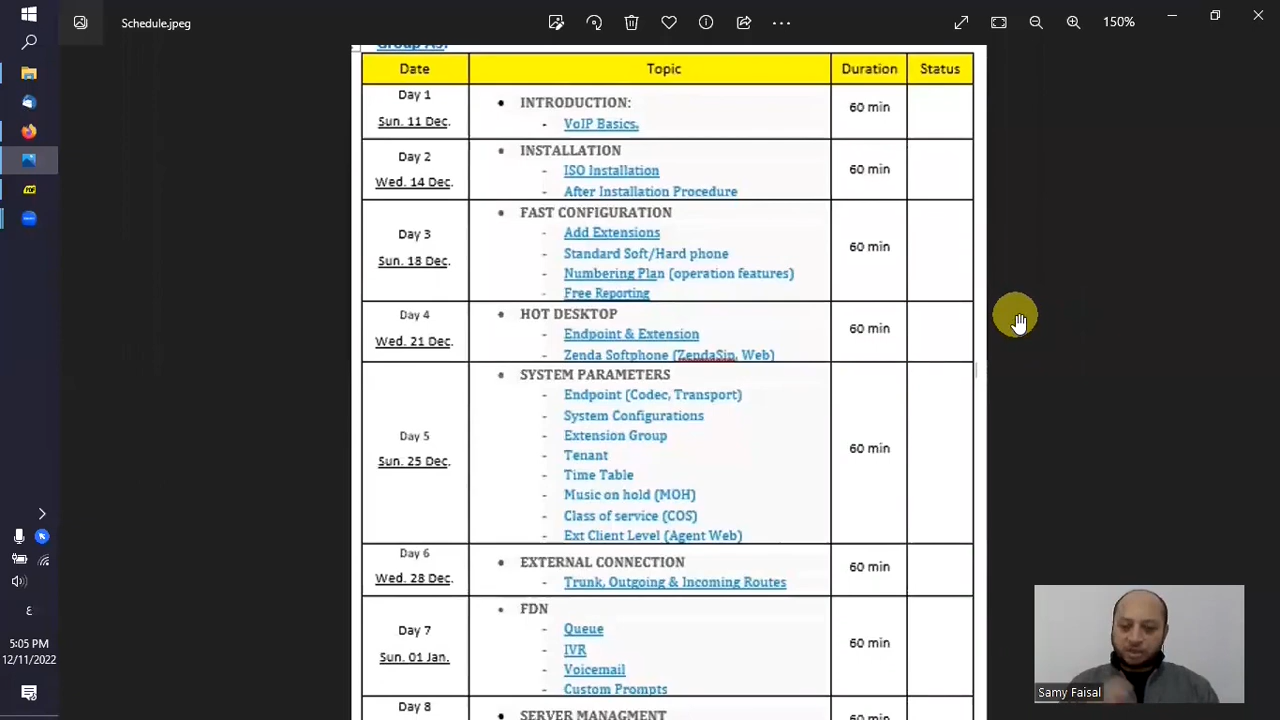 Schedule.jpeg
150%
Group A5:
Date Topic Duration Status
Day 1
Sun. 11 Dec.
INTRODUCTION:
- VoIP Basics.
60 min
Day 2
Wed. 14 Dec.
INSTALLATION
- ISO Installation
- After Installation Procedure
60 min
Day 3
Sun. 18 Dec.
FAST CONFIGURATION
- Add Extensions
- Standard Soft/Hard phone
- Numbering Plan (operation features)
- Free Reporting
60 min
Day 4
Wed. 21 Dec.
HOT DESKTOP
- Endpoint & Extension
- Zenda Softphone (ZendaSip, Web)
60 min
Day 5
Sun. 25 Dec.
SYSTEM PARAMETERS
- Endpoint (Codec, Transport)
- System Configurations
- Extension Group
- Tenant
- Time Table
- Music on hold (MOH)
- Class of service (COS)
- Ext Client Level (Agent Web)
60 min
Day 6
Wed. 28 Dec.
EXTERNAL CONNECTION
- Trunk, Outgoing & Incoming Routes
60 min
Day 7
Sun. 01 Jan.
FDN
- Queue
- IVR
- Voicemail
- Custom Prompts
60 min
Day 8
SERVER MANAGMENT
60 min
ع
5:05 PM
12/11/2022
Samy Faisal